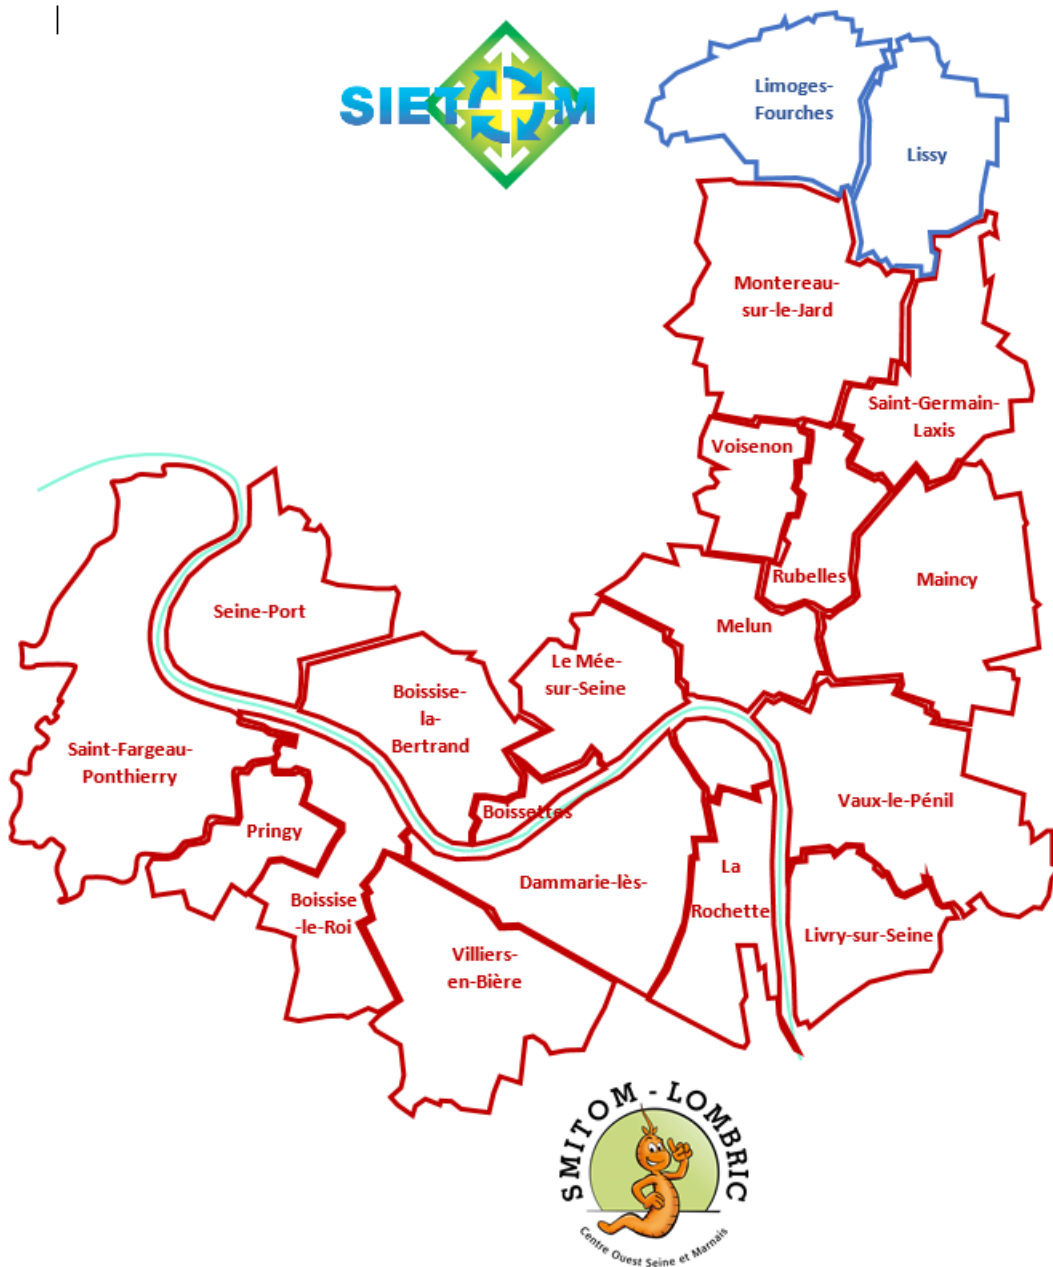 SIETOM
Limoges-
Fourches
Lissy
Montereau-
sur-le-Jard
Saint-Germain-
Laxis
Voisenon
Rubelles
Maincy
Melun
Seine-Port
Le Mée-
sur-Seine
Boissise-
la-
Bertrand
Saint-Fargeau-
Ponthierry
Pringy
Boissettes
Vaux-le-Pénil
Dammarie-lès-
La
Rochette
Boissise
-le-Roi
Livry-sur-Seine
Villiers-
en-Bière
SMITOM - LOMBRIC
Centre Ouest Seine et Marnais